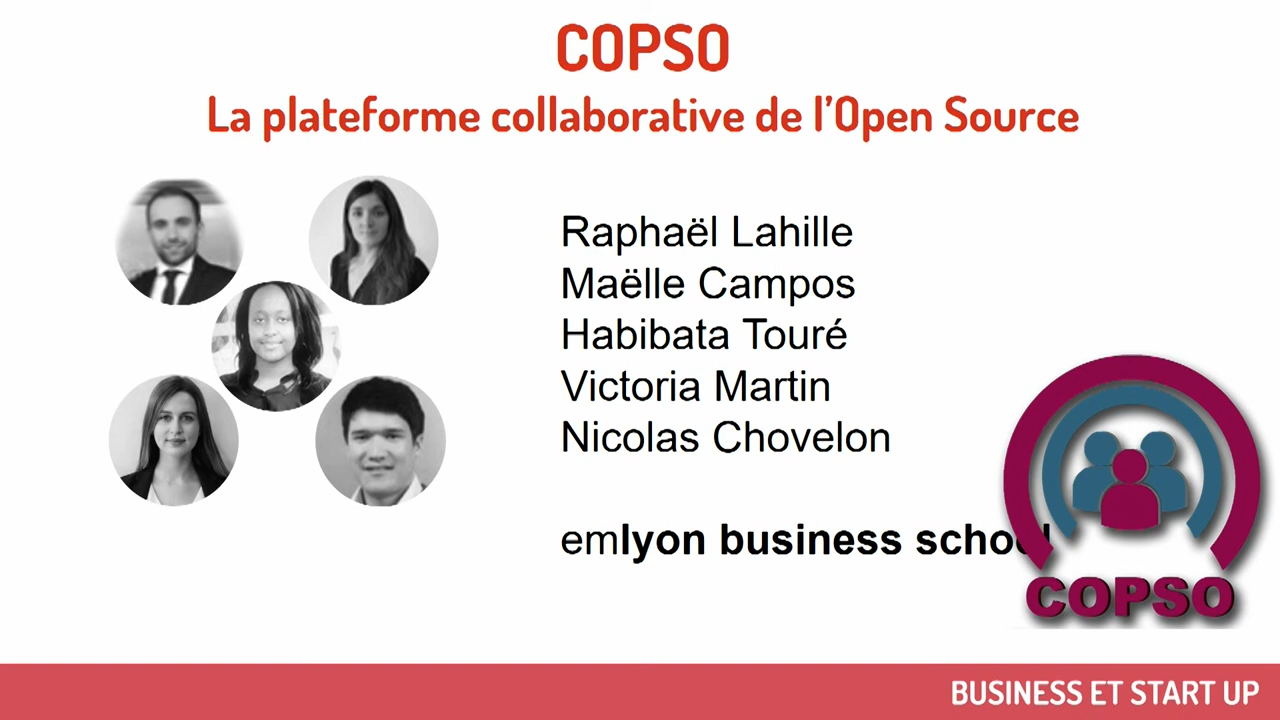 COPSO
La plateforme collaborative de l’Open Source
Raphaël Lahille
Maëlle Campos
Habibata Touré
Victoria Martin
Nicolas Chovelon
emlyon business school
COPSO
BUSINESS ET START UP